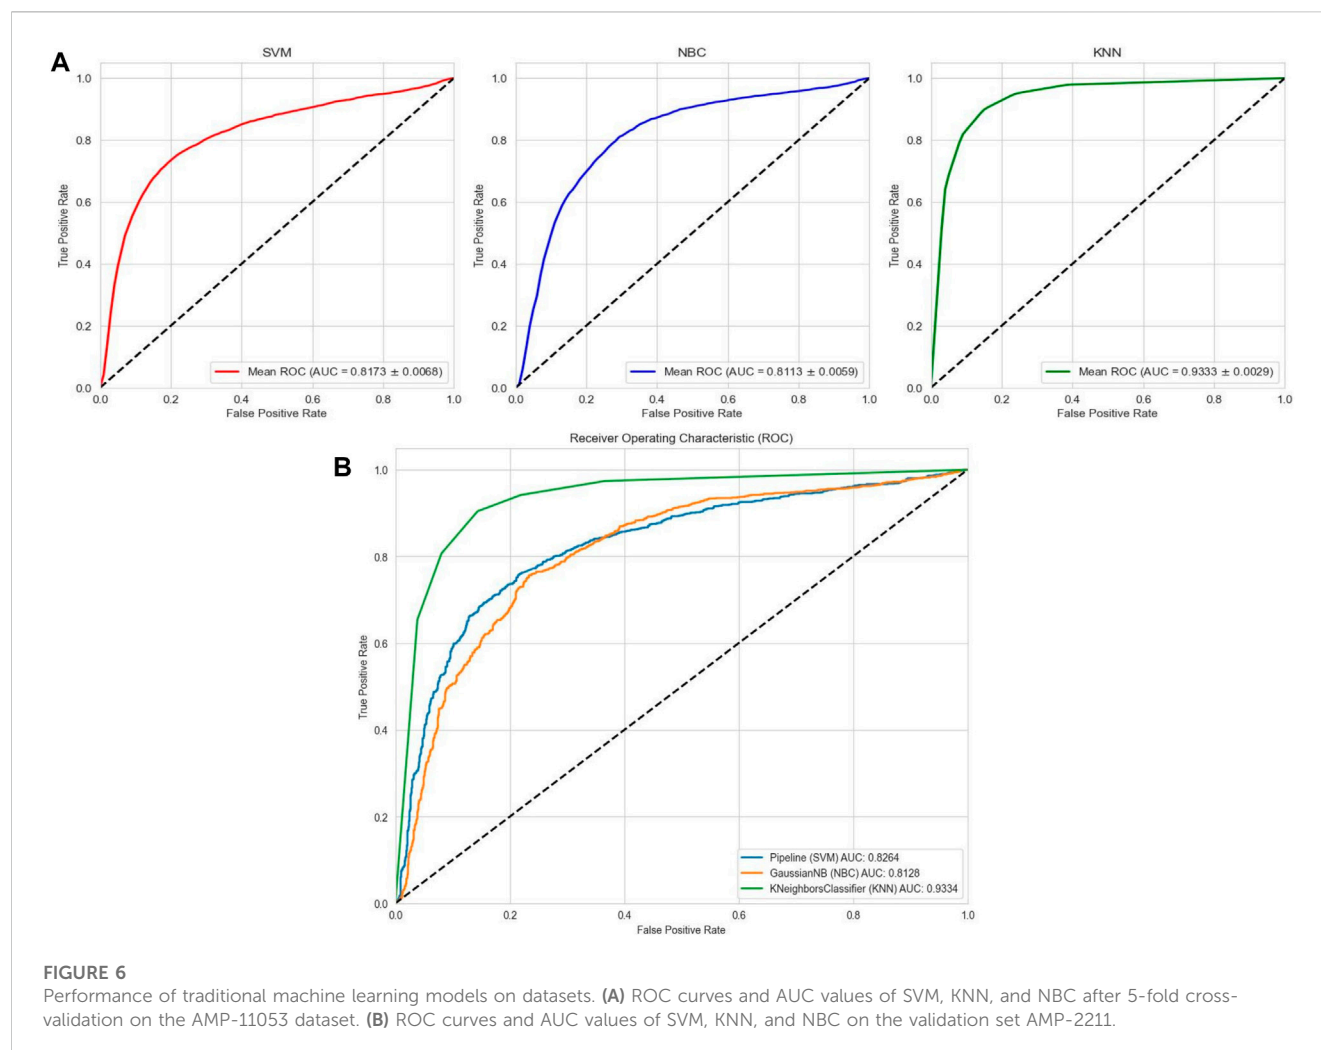 A
SVM
NBC
KNN
1.0
0.8
0.6
0.4
0.2
0.0
True Positive Rate
0.0 0.2 0.4 0.6 0.8 1.0
False Positive Rate
Mean ROC (AUC = 0.8173 ± 0.0068)
1.0
0.8
0.6
0.4
0.2
0.0
True Positive Rate
0.0 0.2 0.4 0.6 0.8 1.0
False Positive Rate
Mean ROC (AUC = 0.8113 ± 0.0059)
1.0
0.8
0.6
0.4
0.2
0.0
True Positive Rate
0.0 0.2 0.4 0.6 0.8 1.0
False Positive Rate
Mean ROC (AUC = 0.9333 ± 0.0029)
B
Receiver Operating Characteristic (ROC)
1.0
0.8
0.6
0.4
0.2
0.0
True Positive Rate
Pipeline (SVM) AUC: 0.8264
GaussianNB (NBC) AUC: 0.8128
KNeighborsClassifier (KNN) AUC: 0.9334
0.0 0.2 0.4 0.6 0.8 1.0
False Positive Rate
FIGURE 6
Performance of traditional machine learning models on datasets. (A) ROC curves and AUC values of SVM, KNN, and NBC after 5-fold cross-
validation on the AMP-11053 dataset. (B) ROC curves and AUC values of SVM, KNN, and NBC on the validation set AMP-2211.